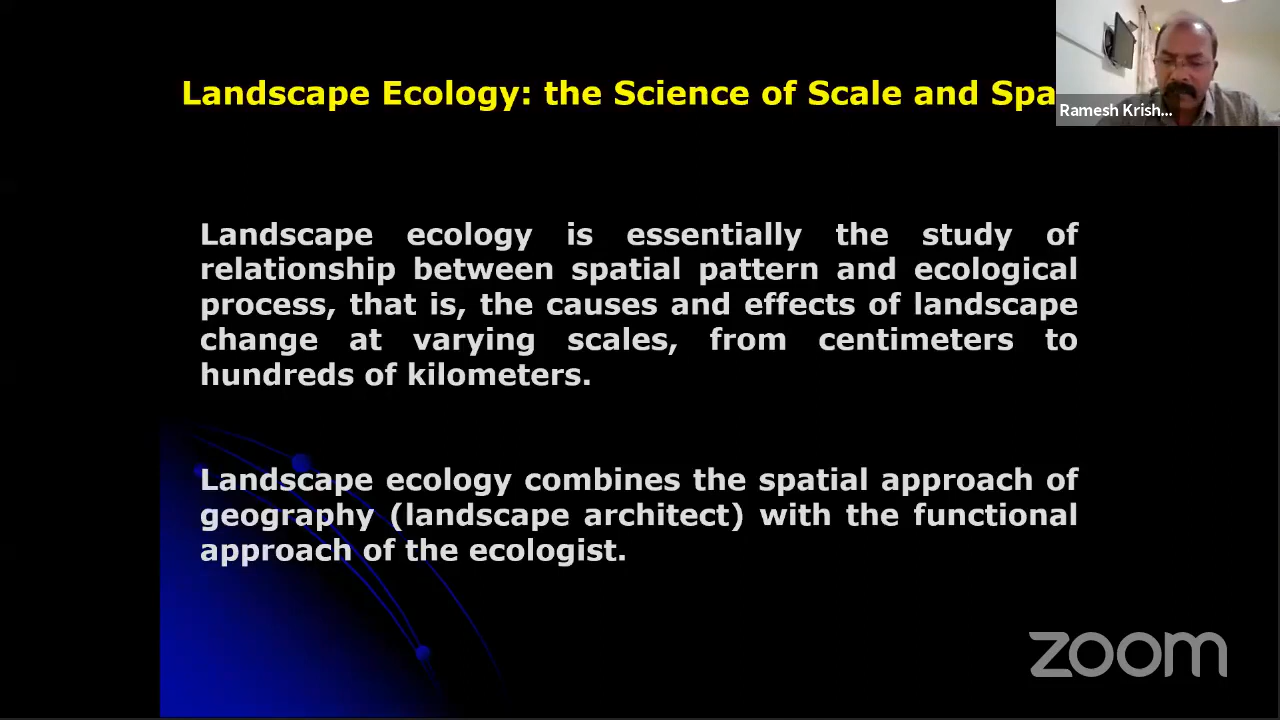 Landscape Ecology: the Science of Scale and Spa
Ramesh Krish...
Landscape ecology is essentially the study of
relationship between spatial pattern and ecological
process, that is, the causes and effects of landscape
change at varying scales, from centimeters to
hundreds of kilometers.
Landscape ecology combines the spatial approach of
geography (landscape architect) with the functional
approach of the ecologist.
zoom